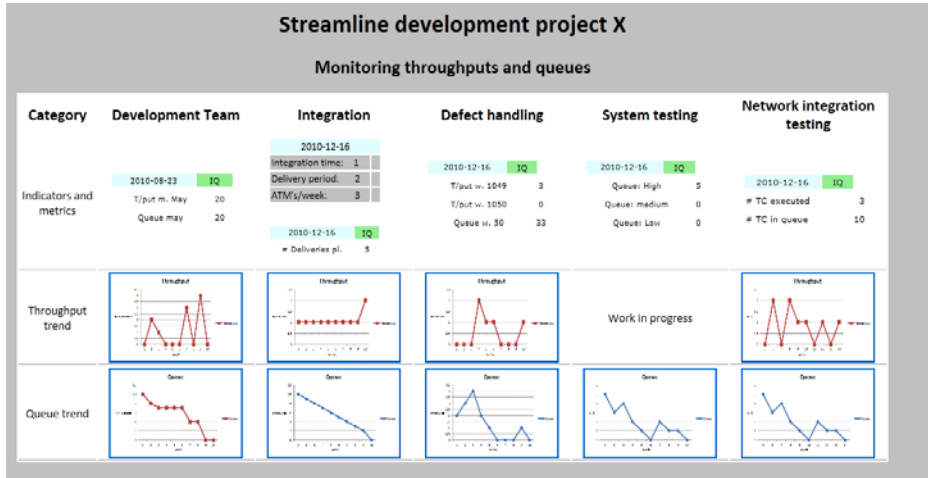 Streamline development project X
Monitoring throughputs and queues
Category
Development Team
Integration
Defect handling
System testing
Network integration
testing
Indicators and
metrics
2010-08-23 IQ
T/put m. May 20
Queue may 20
2010-12-16
Integration time: 1
Delivery period: 2
ATM's/week: 3
2010-12-16 IQ
# Deliveries pl. 5
2010-12-16 IQ
T/put w. 1049 3
T/put w. 1050 0
Queue w. 50 33
2010-12-16 IQ
Queue: High 5
Queue: medium 0
Queue: Low 0
2010-12-16 IQ
# TC executed 3
# TC in queue 10
Throughput
trend
Throughput
Throughput
Throughput
Work in progress
Throughput
Queue trend
Queue
Queue
Queue
Queue
Queue